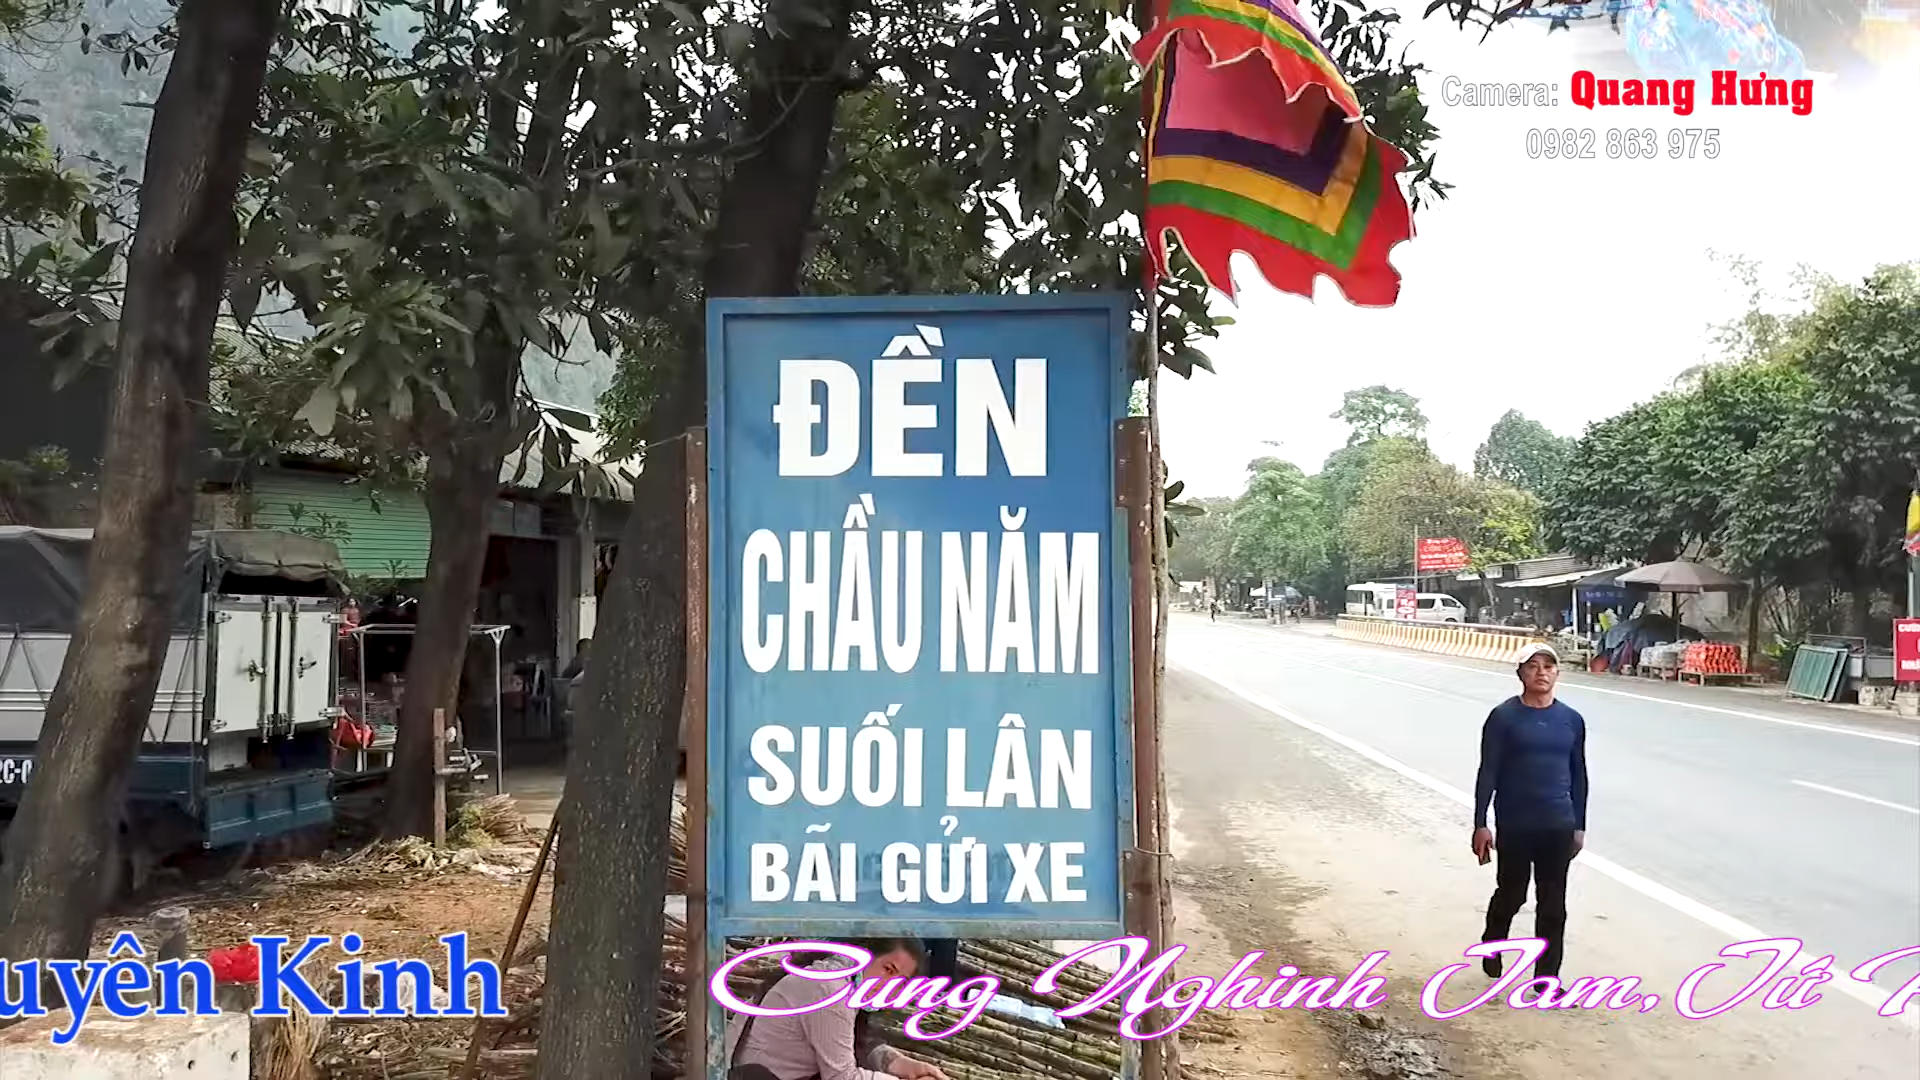 Camera: Quang Hưng
0982 863 975
ĐỀN
CHẦU NĂM
SUỐI LÂN
BÃI GỬI XE
uyên Kinh
Cung Nghinh Tam, Tứ